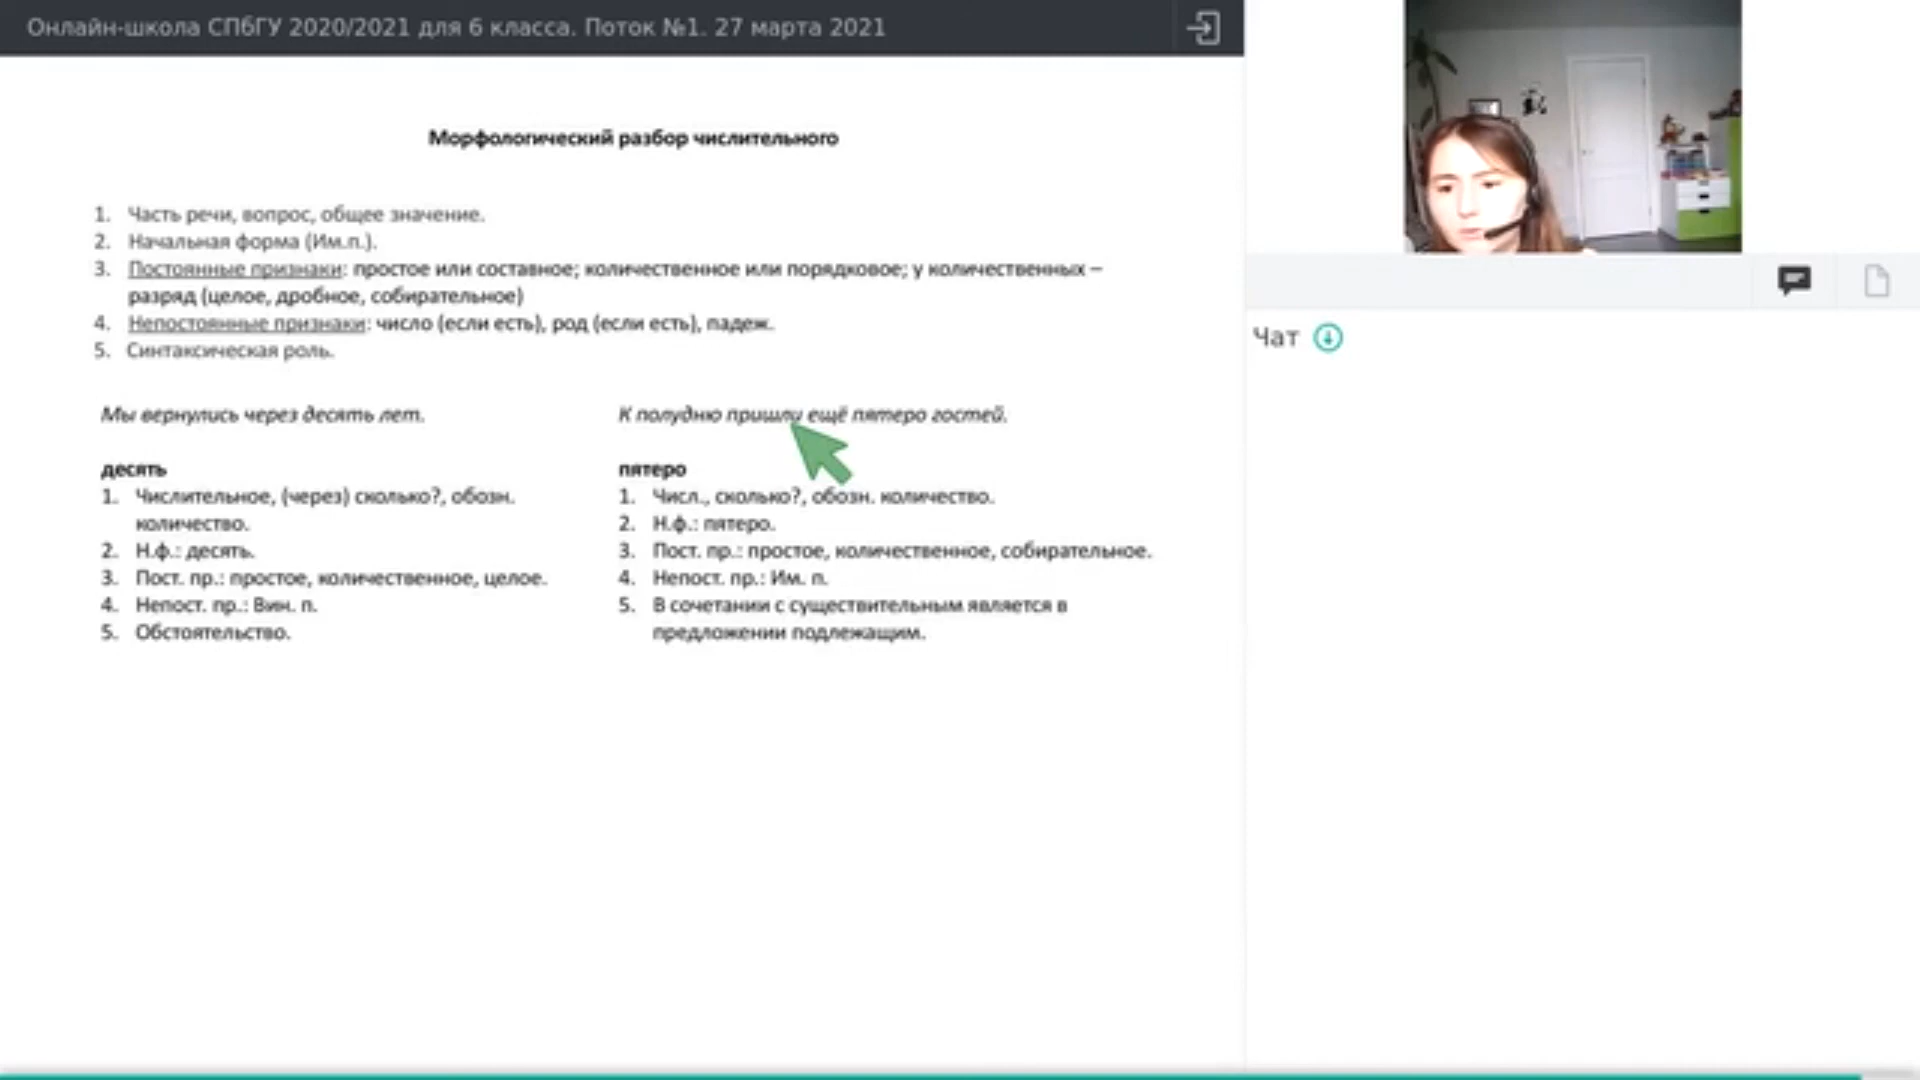 Онлайн-школа СПбГУ 2020/2021 для 6 класса. Поток №1. 27 марта 2021
Морфологический разбор числительного
1. Часть речи, вопрос, общее значение.
2. Начальная форма (Им.п.).
3. Постоянные признаки: простое или составное; количественное или порядковое; у количественных –
разряд (целое, дробное, собирательное)
4. Непостоянные признаки: число (если есть), род (если есть), падеж.
5. Синтаксическая роль.
Мы вернулись через десять лет.
десять
1. Числительное, (через) сколько?, обозн.
количество.
2. Н.ф.: десять.
3. Пост. пр.: простое, количественное, целое.
4. Непост. пр.: Вин. п.
5. Обстоятельство.
К полудню пришли ещё пятеро гостей.
пятеро
1. Числ., сколько?, обозн. количество.
2. Н.ф.: пятеро.
3. Пост. пр.: простое, количественное, собирательное.
4. Непост. пр.: Им. п.
5. В сочетании с существительным является в
предложении подлежащим.
Чат